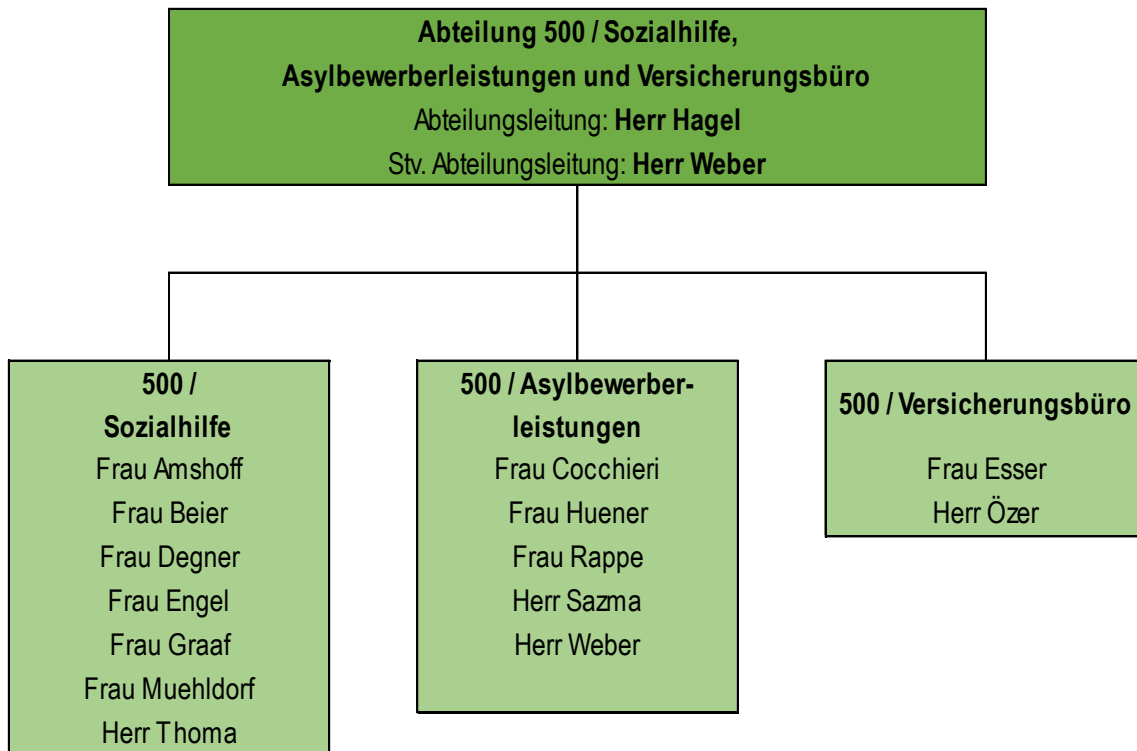 Abteilung 500 / Sozialhilfe,
Asylbewerberleistungen und Versicherungsbüro
Abteilungsleitung: Herr Hagel
Stv. Abteilungsleitung: Herr Weber
500 /
Sozialhilfe
Frau Amshoff
Frau Beier
Frau Degner
Frau Engel
Frau Graaf
Frau Muehldorf
Herr Thoma
500 / Asylbewerber-
leistungen
Frau Cocchieri
Frau Huener
Frau Rappe
Herr Sazma
Herr Weber
500 / Versicherungsbüro
Frau Esser
Herr Özer